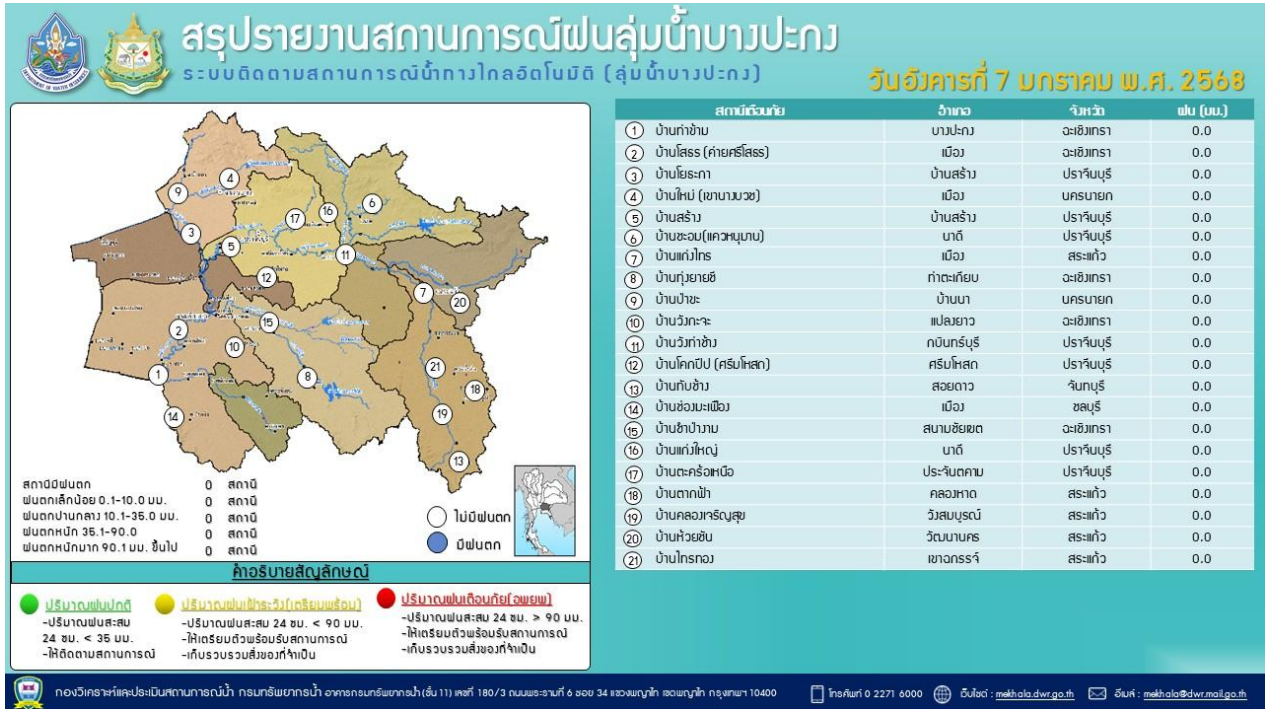 สรุปรายงานสถานการณ์ฝนลุ่มน้ำบางปะกง
ระบบติดตามสถานการณ์น้ำทางไกลอัตโนมัติ (ลุ่มน้ำบางปะกง)
วันอังคารที่ 7 มกราคม พ.ศ. 2568
สถานีเตือนภัย อำเภอ จังหวัด ฝน (มม.)
1 บ้านท่าข้าม บางปะกง ฉะเชิงเทรา 0.0
2 บ้านโสธร (ค่ายศรีโสธร) เมือง ฉะเชิงเทรา 0.0
3 บ้านโยธะกา บ้านสร้าง ปราจีนบุรี 0.0
4 บ้านใหม่ (เขานางบวช) เมือง นครนายก 0.0
5 บ้านสร้าง บ้านสร้าง ปราจีนบุรี 0.0
6 บ้านซะอม(แควหนุมาน) นาดี ปราจีนบุรี 0.0
7 บ้านแก่งไทร เมือง สระแก้ว 0.0
8 บ้านทุ่งยายชี ท่าตะเกียบ ฉะเชิงเทรา 0.0
9 บ้านป่าขะ บ้านนา นครนายก 0.0
10 บ้านวังกะจะ แปลงยาว ฉะเชิงเทรา 0.0
11 บ้านวังท่าช้าง กบินทร์บุรี ปราจีนบุรี 0.0
12 บ้านโคกปีป (ศรีมโหสถ) ศรีมโหสถ ปราจีนบุรี 0.0
13 บ้านทับช้าง สอยดาว จันทบุรี 0.0
14 บ้านช่องมะเฟือง เมือง ชลบุรี 0.0
15 บ้านซำป่างาม สนามชัยเขต ฉะเชิงเทรา 0.0
16 บ้านแก่งใหญ่ นาดี ปราจีนบุรี 0.0
17 บ้านตะคร้อเหนือ ประจันตคาม ปราจีนบุรี 0.0
18 บ้านตากฟ้า คลองหาด สระแก้ว 0.0
19 บ้านคลองเจริญสุข วังสมบูรณ์ สระแก้ว 0.0
20 บ้านห้วยชัน วัฒนานคร สระแก้ว 0.0
21 บ้านไทรทอง เขาฉกรรจ์ สระแก้ว 0.0
4
9
6
17
16
3
5
11
12
7
20
15
2
10
21
1
8
18
14
19
13
สถานีมีฝนตก 0 สถานี
ฝนตกเล็กน้อย 0.1-10.0 มม. 0 สถานี
ฝนตกปานกลาง 10.1-35.0 มม. 0 สถานี
ฝนตกหนัก 35.1-90.0 0 สถานี
ฝนตกหนักมาก 90.1 มม. ขึ้นไป 0 สถานี
ไม่มีฝนตก
มีฝนตก
คำอธิบายสัญลักษณ์
ปริมาณฝนปกติ
-ปริมาณฝนสะสม
24 ชม. < 35 มม.
-ให้ติดตามสถานการณ์
ปริมาณฝนเฝ้าระวัง(เตรียมพร้อม)
-ปริมาณฝนสะสม 24 ชม. < 90 มม.
-ให้เตรียมตัวพร้อมรับสถานการณ์
-เก็บรวบรวมสิ่งของที่จำเป็น
ปริมาณฝนเตือนภัย(อพยพ)
-ปริมาณฝนสะสม 24 ชม. > 90 มม.
-ให้เตรียมตัวพร้อมรับสถานการณ์
-เก็บรวบรวมสิ่งของที่จำเป็น
กองวิเคราะห์และประเมินสถานการณ์น้ำ กรมทรัพยากรน้ำ อาคารกรมทรัพยากรน้ำ (ชั้น 11) เลขที่ 180/3 ถนนพระรามที่ 6 ซอย 34 แขวงพญาไท เขตพญาไท กรุงเทพฯ 10400 โทรศัพท์ 0 2271 6000 เว็บไซต์ : mekhala.dwr.go.th อีเมล์ : mekhala@dwr.mail.go.th